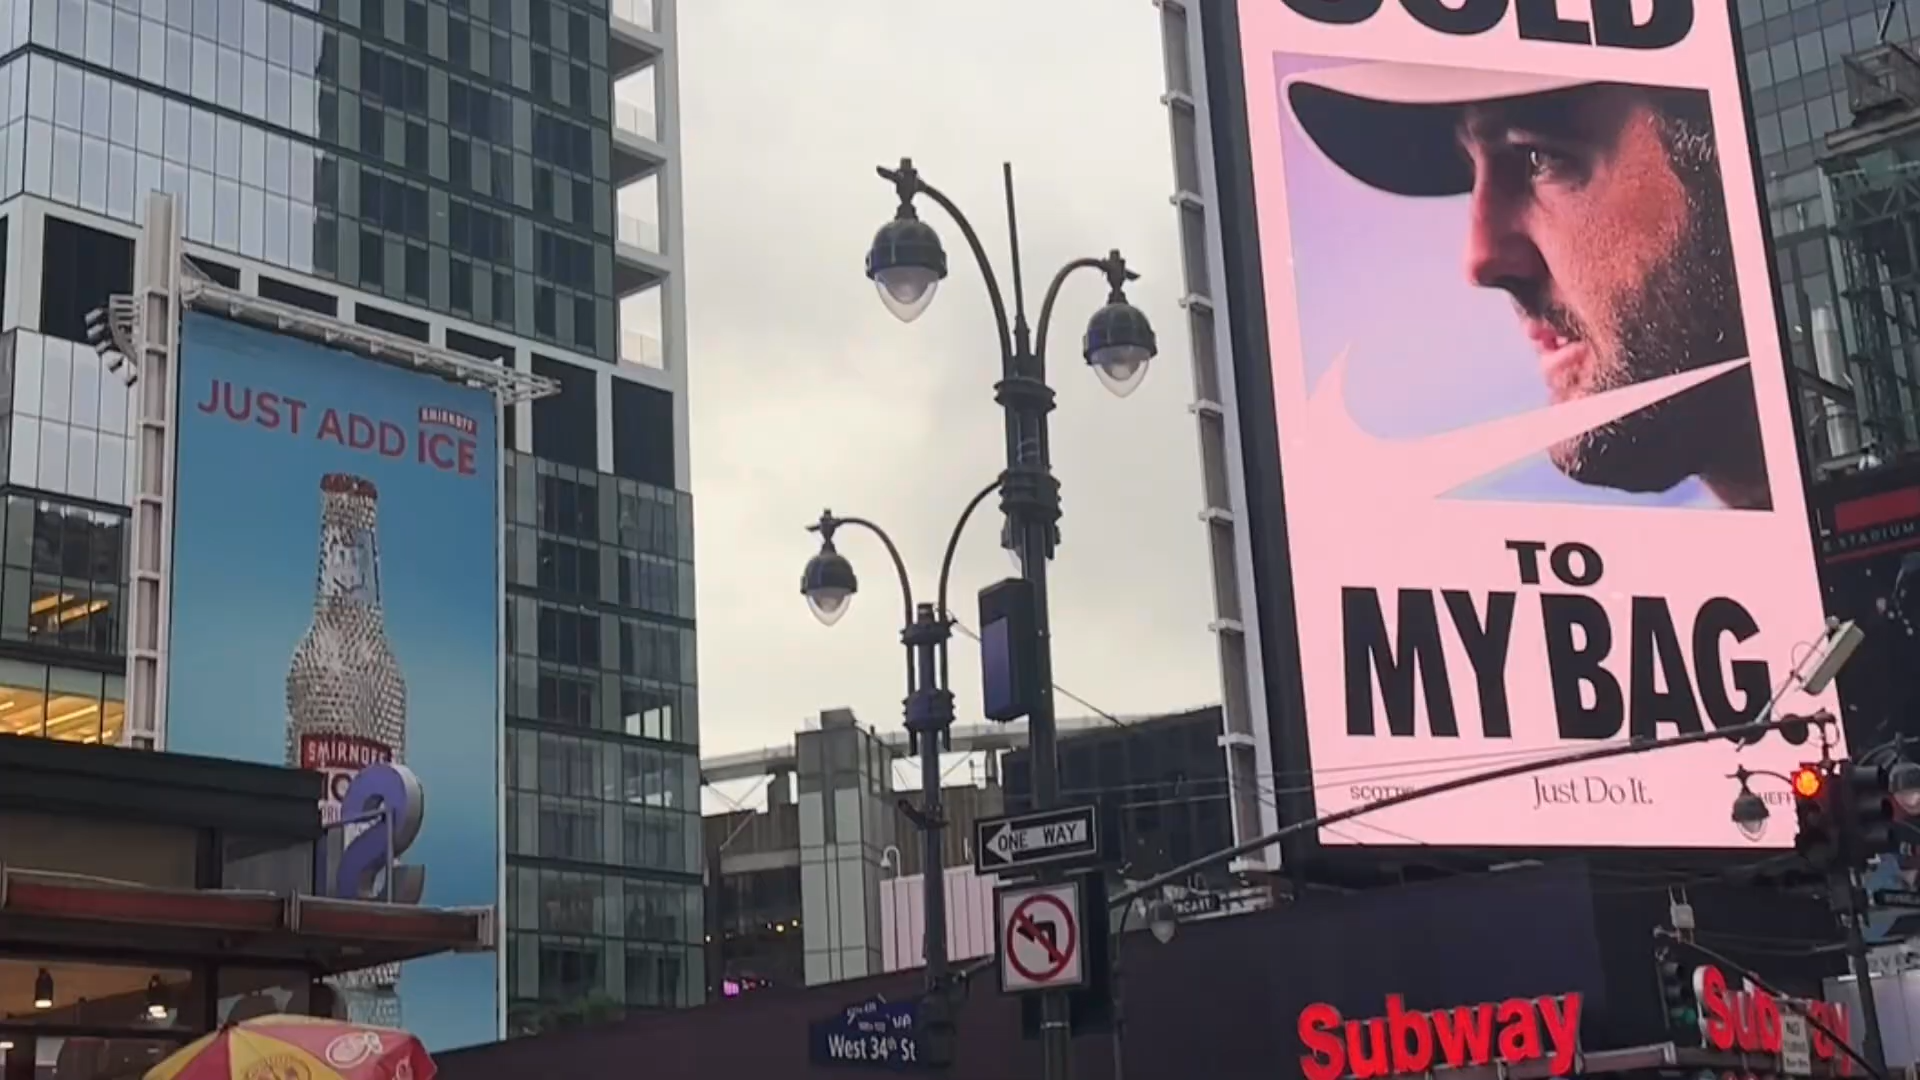 JUST ADD SMIRNOFF ICE
SMIRNOFF
TO
MY BAG
Just Do It.
ONE WAY
West 34th St
Subway
Subway